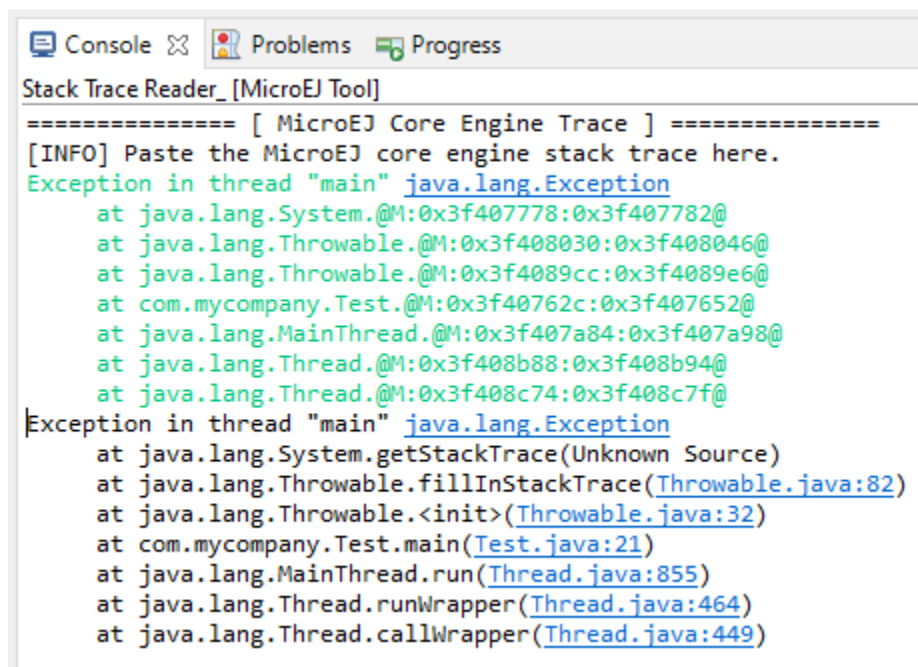 Console Problems Progress
Stack Trace Reader_ [MicroEJ Tool]
=============== [ MicroEJ Core Engine Trace ] ===============
[INFO] Paste the MicroEJ core engine stack trace here.
Exception in thread "main" java.lang.Exception
     at java.lang.System.@M:0x3f407778:0x3f407782@
     at java.lang.Throwable.@M:0x3f408030:0x3f408046@
     at java.lang.Throwable.@M:0x3f4089cc:0x3f4089e6@
     at com.mycompany.Test.@M:0x3f40762c:0x3f407652@
     at java.lang.MainThread.@M:0x3f407a84:0x3f407a98@
     at java.lang.Thread.@M:0x3f408b88:0x3f408b94@
     at java.lang.Thread.@M:0x3f408c74:0x3f408c7f@
Exception in thread "main" java.lang.Exception
     at java.lang.System.getStackTrace(Unknown Source)
     at java.lang.Throwable.fillInStackTrace(Throwable.java:82)
     at java.lang.Throwable.<init>(Throwable.java:32)
     at com.mycompany.Test.main(Test.java:21)
     at java.lang.MainThread.run(Thread.java:855)
     at java.lang.Thread.runWrapper(Thread.java:464)
     at java.lang.Thread.callWrapper(Thread.java:449)